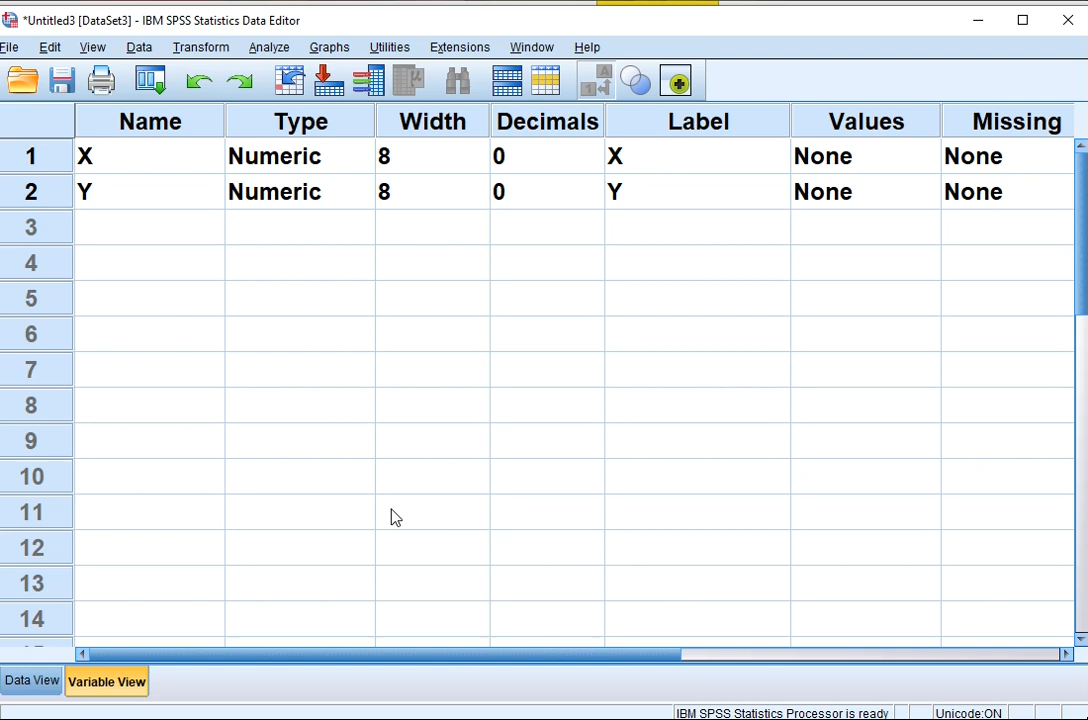 *Untitled3 [DataSet3] - IBM SPSS Statistics Data Editor
File Edit View Data Transform Analyze Graphs Utilities Extensions Window Help
Name Type Width Decimals Label Values Missing
1 X Numeric 8 0 X None None
2 Y Numeric 8 0 Y None None
3
4
5
6
7
8
9
10
11
12
13
14
Data View Variable View
IBM SPSS Statistics Processor is ready Unicode:ON